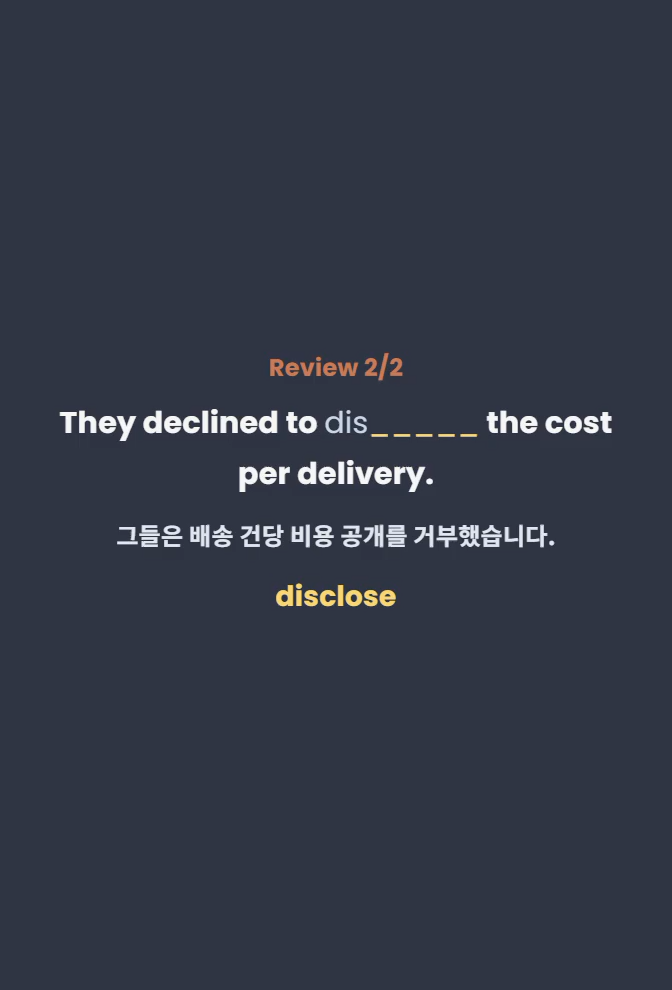 Review 2/2
They declined to dis_____ the cost
per delivery.
그들은 배송 건당 비용 공개를 거부했습니다.
disclose